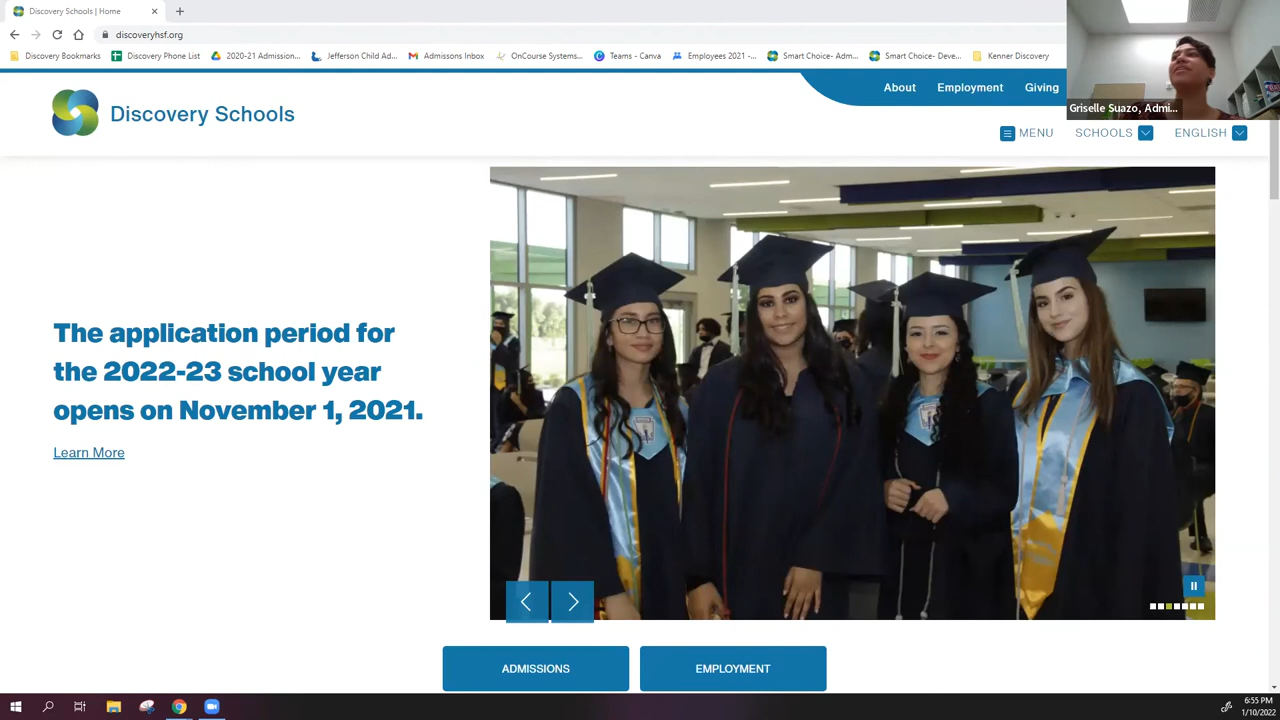 Discovery Schools | Home
discoveryhsf.org
Discovery Bookmarks
Discovery Phone List
2020-21 Admission...
Jefferson Child Ad...
Admissons Inbox
OnCourse Systems...
Teams - Canva
Employees 2021 -...
Smart Choice- Adm...
Smart Choice- Deve...
Kenner Discovery
Griselle Suazo, Admi...
Discovery Schools
About
Employment
Giving
MENU
SCHOOLS
ENGLISH
The application period for
the 2022-23 school year
opens on November 1, 2021.
Learn More
ADMISSIONS
EMPLOYMENT
6:55 PM
1/10/2022